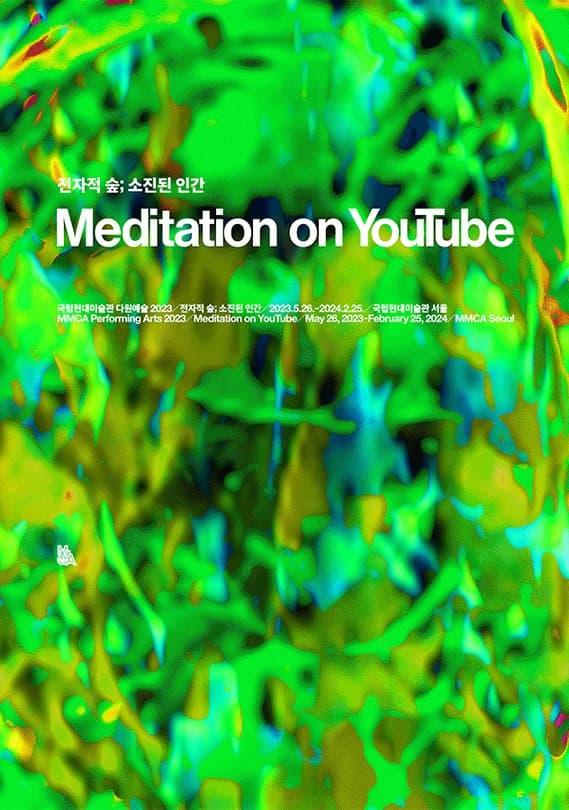 전자적 숲; 소진된 인간
Meditation on YouTube
국립현대미술관 다원예술 2023／전자적 숲; 소진된 인간／2023.5.26.–2024.2.25.／국립현대미술관 서울
MMCA Performing Arts 2023／Meditation on YouTube／May 26, 2023–February 25, 2024／MMCA Seoul
MMCA